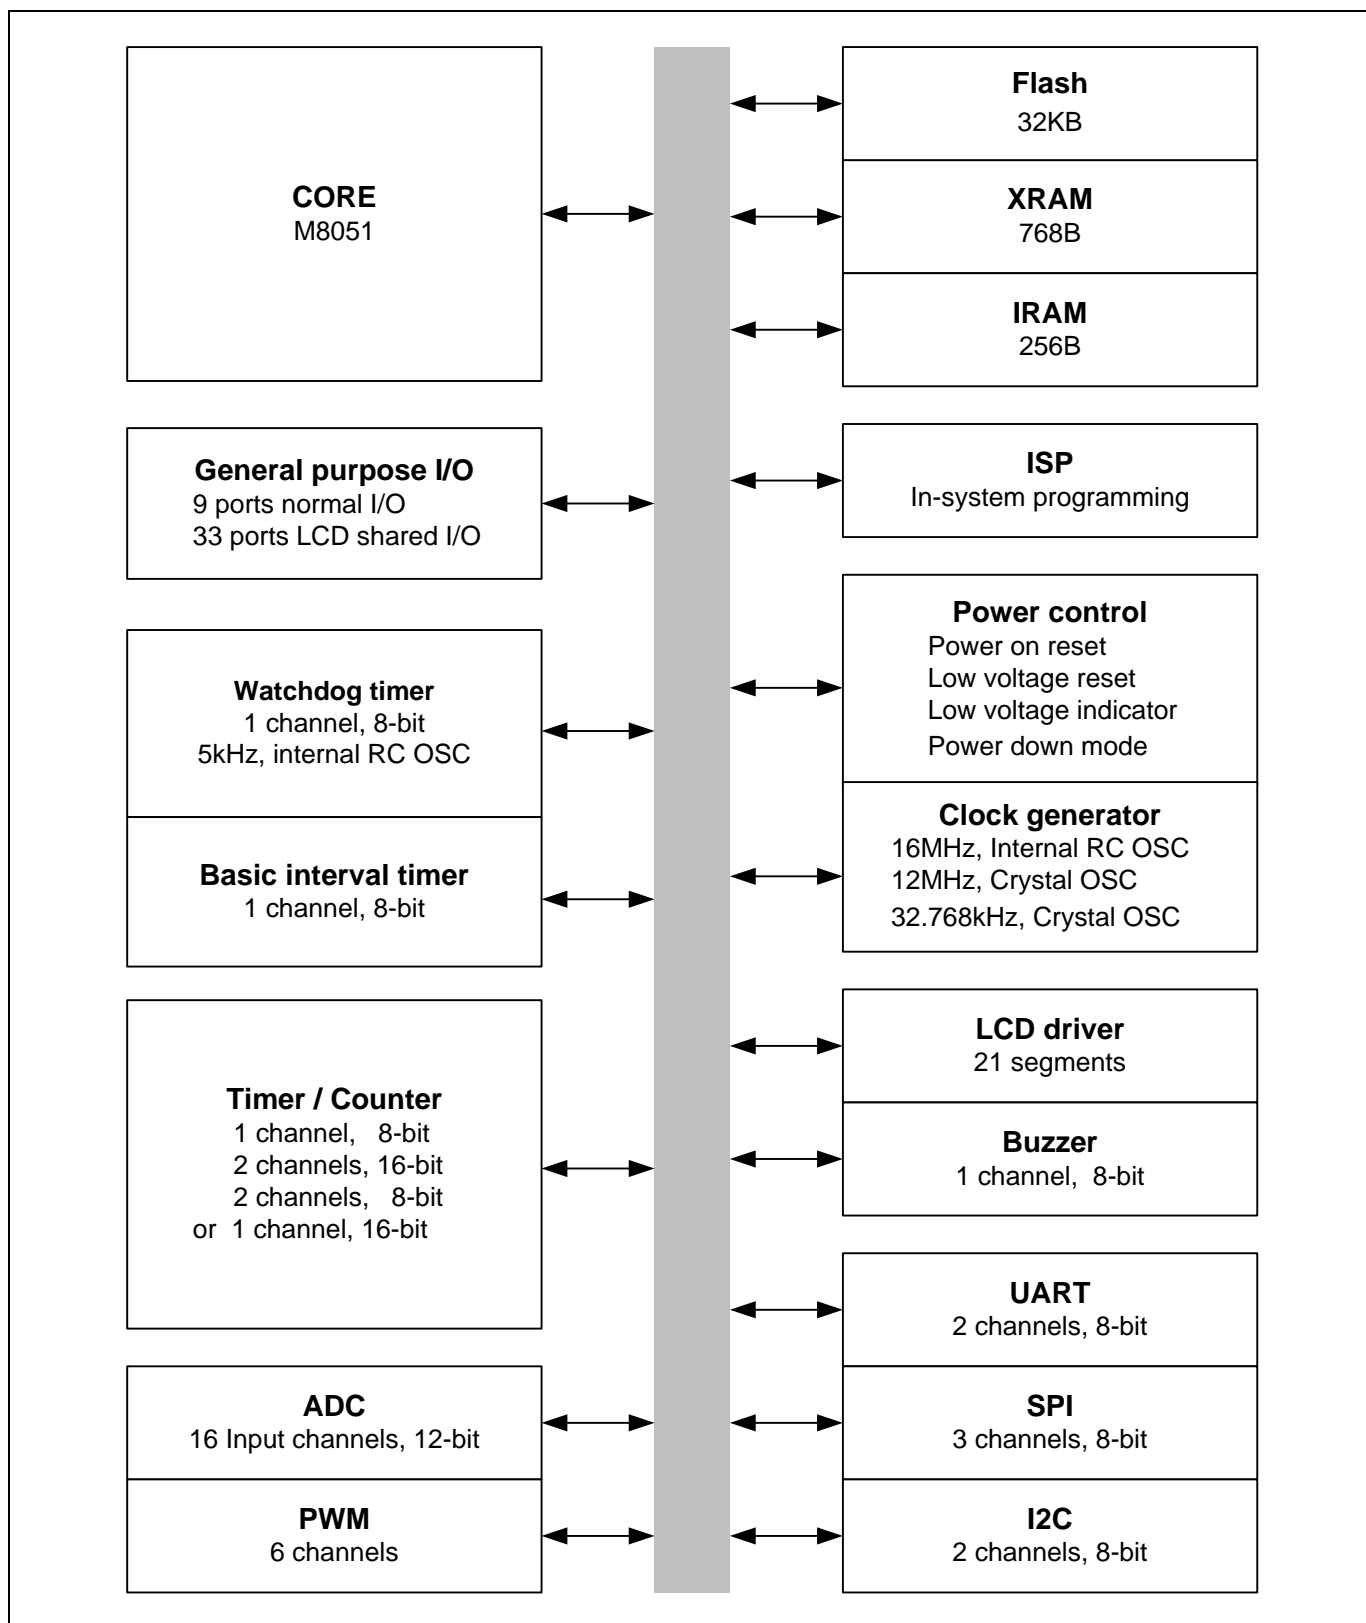 CORE
M8051
General purpose I/O
9 ports normal I/O
33 ports LCD shared I/O
Watchdog timer
1 channel, 8-bit
5kHz, internal RC OSC
Basic interval timer
1 channel, 8-bit
Timer / Counter
1 channel, 8-bit
2 channels, 16-bit
2 channels, 8-bit
or 1 channel, 16-bit
ADC
16 Input channels, 12-bit
PWM
6 channels
Flash
32KB
XRAM
768B
IRAM
256B
ISP
In-system programming
Power control
Power on reset
Low voltage reset
Low voltage indicator
Power down mode
Clock generator
16MHz, Internal RC OSC
12MHz, Crystal OSC
32.768kHz, Crystal OSC
LCD driver
21 segments
Buzzer
1 channel, 8-bit
UART
2 channels, 8-bit
SPI
3 channels, 8-bit
I2C
2 channels, 8-bit